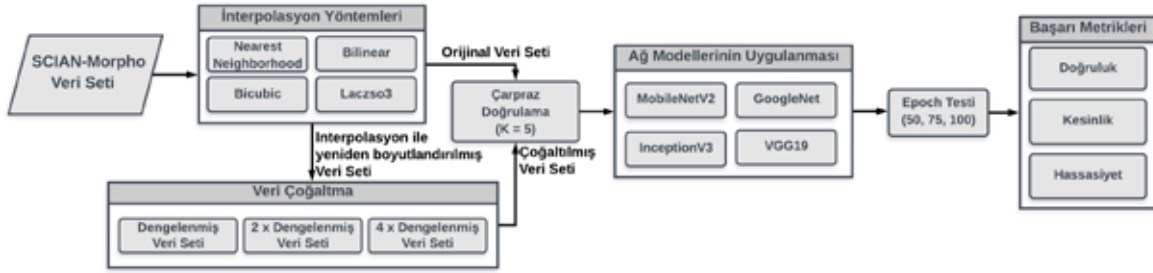 İnterpolasyon Yöntemleri
Nearest
Neighborhood
Bilinear
Bicubic
Laczso3
SCIAN-Morpho
Veri Seti
Orijinal Veri Seti
Interpolasyon ile
yeniden boyutlandırılmış
Veri Seti
Çarpraz
Doğrulama
(K = 5)
Çoğaltılmış
Veri Seti
Veri Çoğaltma
Dengelenmiş
Veri Seti
2 x Dengelenmiş
Veri Seti
4 x Dengelenmiş
Veri Seti
Ağ Modellerinin Uygulanması
MobileNetV2
GoogleNet
InceptionV3
VGG19
Epoch Testi
(50, 75, 100)
Başarı Metrikleri
Doğruluk
Kesinlik
Hassasiyet